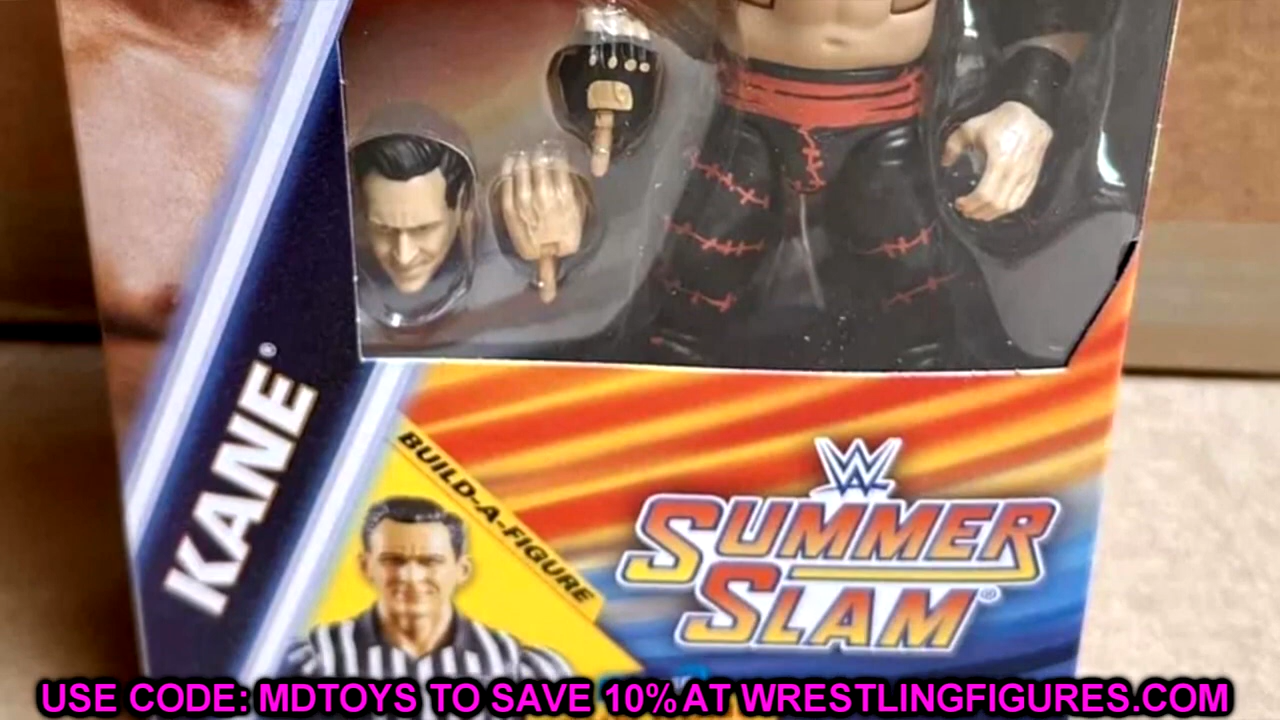 KANE®
BUILD-A-FIGURE
W
SUMMER
SLAM®
USE CODE: MDTOYS TO SAVE 10% AT WRESTLINGFIGURES.COM